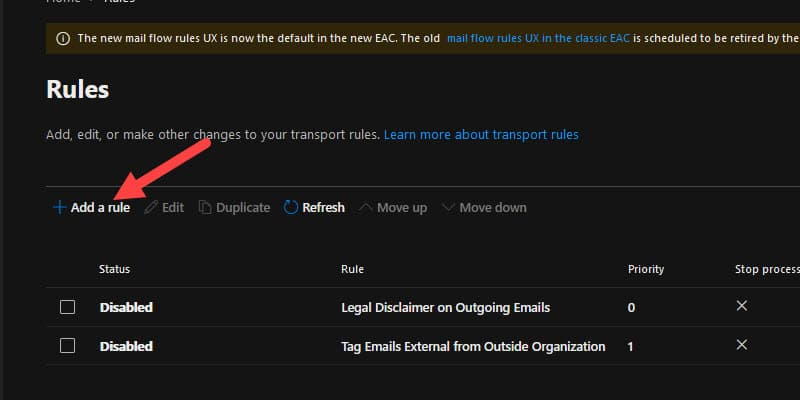 Home Rules
The new mail flow rules UX is now the default in the new EAC. The old mail flow rules UX in the classic EAC is scheduled to be retired by the
Rules
Add, edit, or make other changes to your transport rules. Learn more about transport rules
Add a rule Edit Duplicate Refresh Move up Move down
Status Rule Priority Stop process
Disabled Legal Disclaimer on Outgoing Emails 0
Disabled Tag Emails External from Outside Organization 1